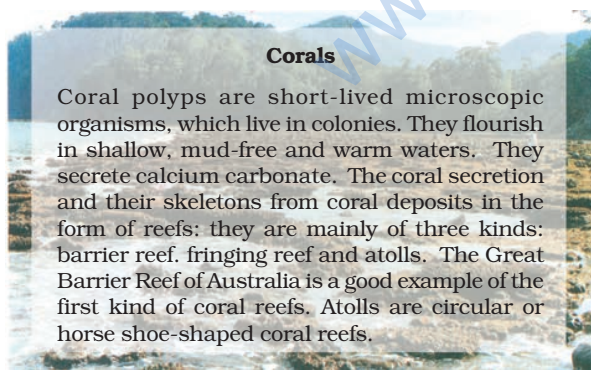 Corals
Coral polyps are short-lived microscopic
organisms, which live in colonies. They flourish
in shallow, mud-free and warm waters. They
secrete calcium carbonate. The coral secretion
and their skeletons from coral deposits in the
form of reefs: they are mainly of three kinds:
barrier reef. fringing reef and atolls. The Great
Barrier Reef of Australia is a good example of the
first kind of coral reefs. Atolls are circular or
horse shoe-shaped coral reefs.